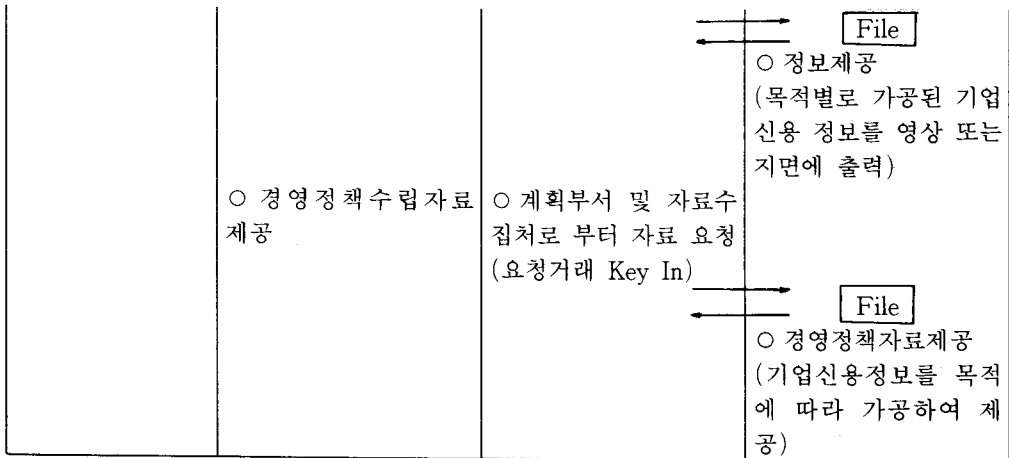 File
○ 정보제공
(목적별로 가공된 기업
신용 정보를 영상 또는
지면에 출력)
○ 경영정책수립자료
제공
○ 계획부서 및 자료수
집처로 부터 자료 요청
(요청거래 Key In)
File
○ 경영정책자료제공
(기업신용정보를 목적
에 따라 가공하여 제
공)